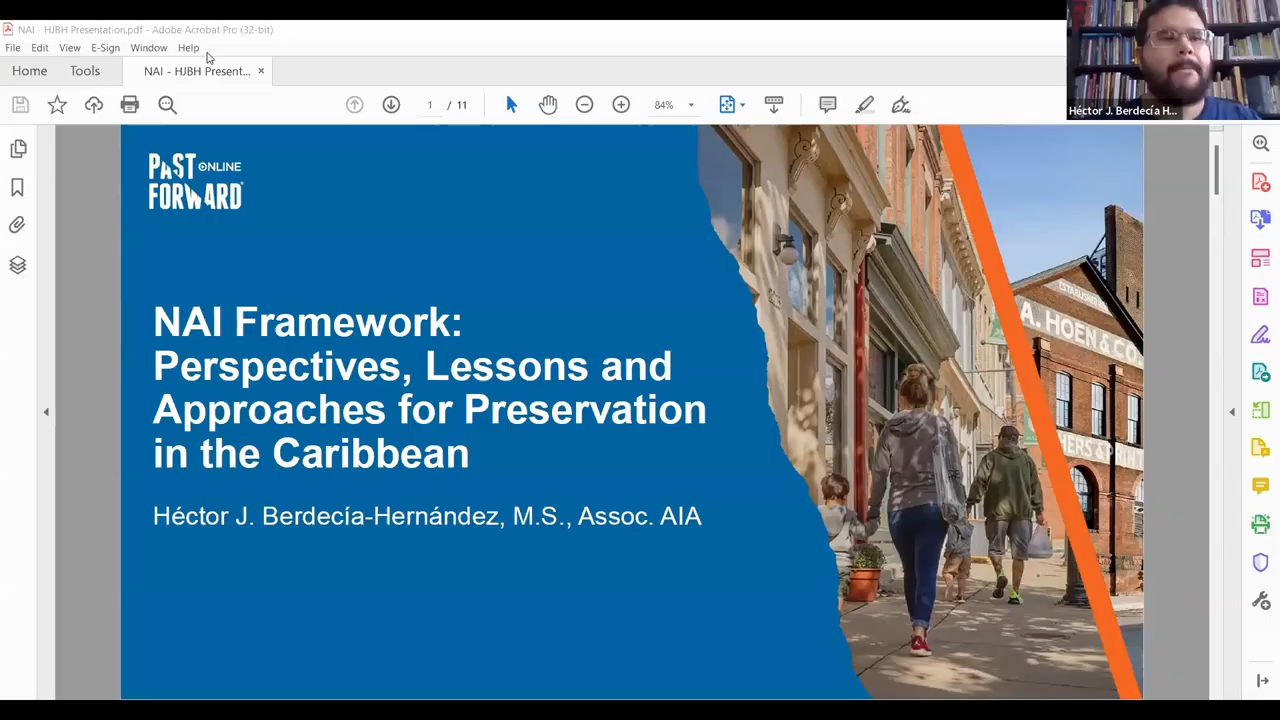 NAI - HJBH Presentation.pdf - Adobe Acrobat Pro (32-bit)
File Edit View E-Sign Window Help
Home Tools NAI - HJBH Present... ×
1 / 11 84%
Héctor J. Berdecía H...
PAST ONLINE
FORWARD
NAI Framework:
Perspectives, Lessons and
Approaches for Preservation
in the Caribbean
Héctor J. Berdecía-Hernández, M.S., Assoc. AIA
ESTABLISHED
A. HOEN & CO.